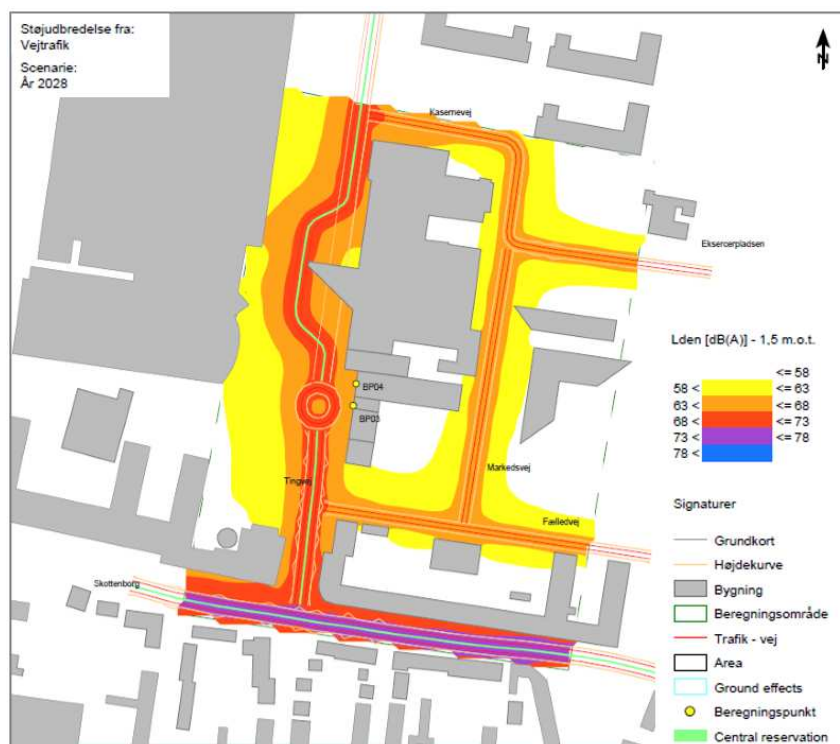 Støjudbredelse fra:
Vejtrafik
Scenarie:
År 2028
N
Kasernevej
Eksercerpladsen
BP04
BP03
Markedsvej
Tingvej
Fælledvej
Skottenborg
Lden [dB(A)] - 1,5 m.o.t.
<= 58
58 < <= 63
63 < <= 68
68 < <= 73
73 < <= 78
78 <
Signaturer
Grundkort
Højdekurve
Bygning
Beregningsområde
Trafik - vej
Area
Ground effects
Beregningspunkt
Central reservation